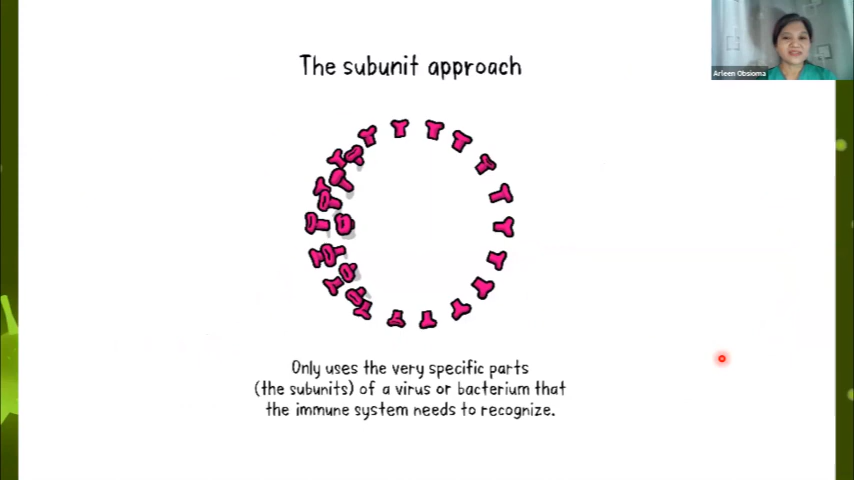 The subunit approach
Arleen Obsioma
Only uses the very specific parts
(the subunits) of a virus or bacterium that
the immune system needs to recognize.